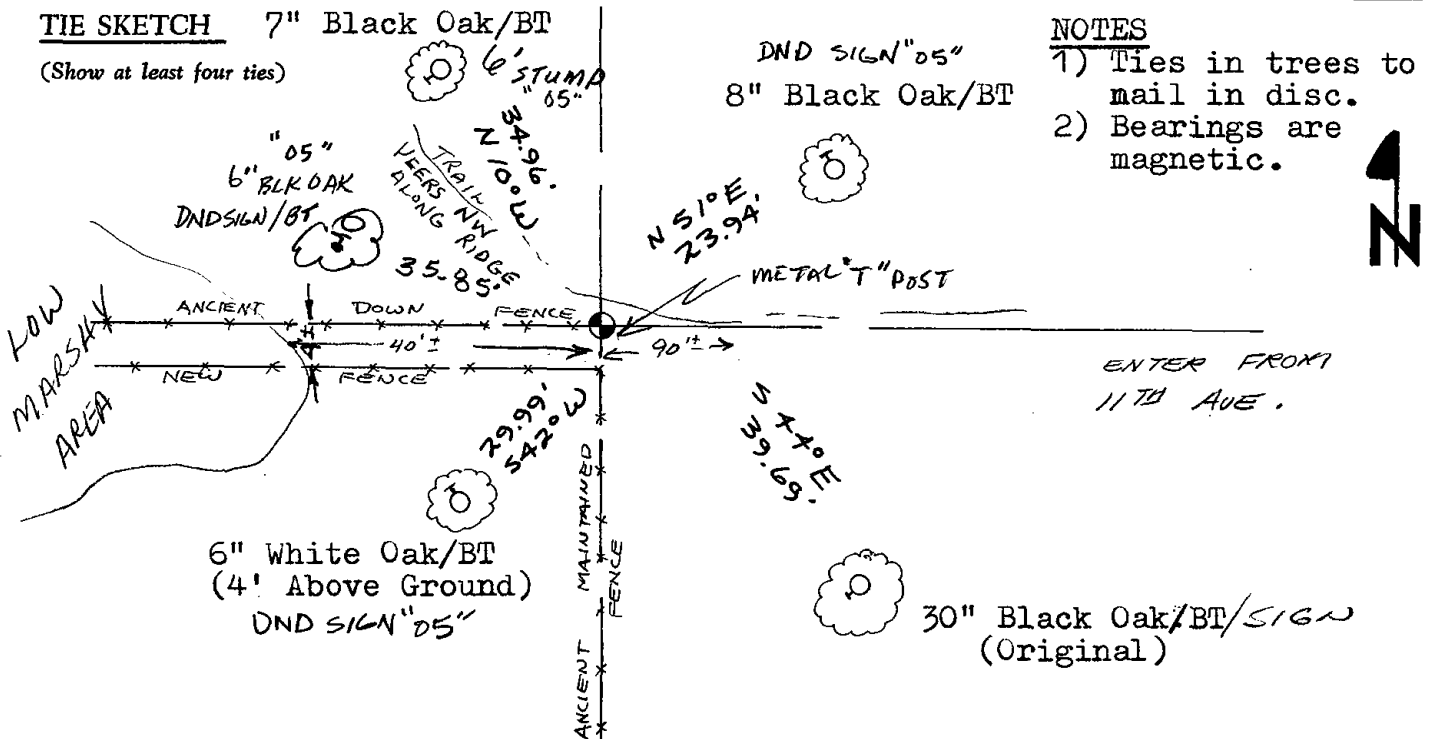 TIE SKETCH
(Show at least four ties)
7" Black Oak/BT
6' STUMP
"05"
34.96'
N 10° W
DND SIGN "05"
8" Black Oak/BT
NOTES
1) Ties in trees to
nail in disc.
2) Bearings are
magnetic.
N
"05"
6" BLK OAK
DND SIGN/BT
35.85'
TRAIL
VEERS NW
ALONG RIDGE
N 51° E
23.94'
METAL "T" POST
LOW
MARSHY
AREA
ANCIENT DOWN FENCE
4'±
40'±
90'±
NEW FENCE
ENTER FROM
11TH AVE.
29.99'
S42° W
S 44° E
39.69'
ANCIENT MAINTAINED
FENCE
6" White Oak/BT
(4' Above Ground)
DND SIGN "05"
30" Black Oak/BT/SIGN
(Original)